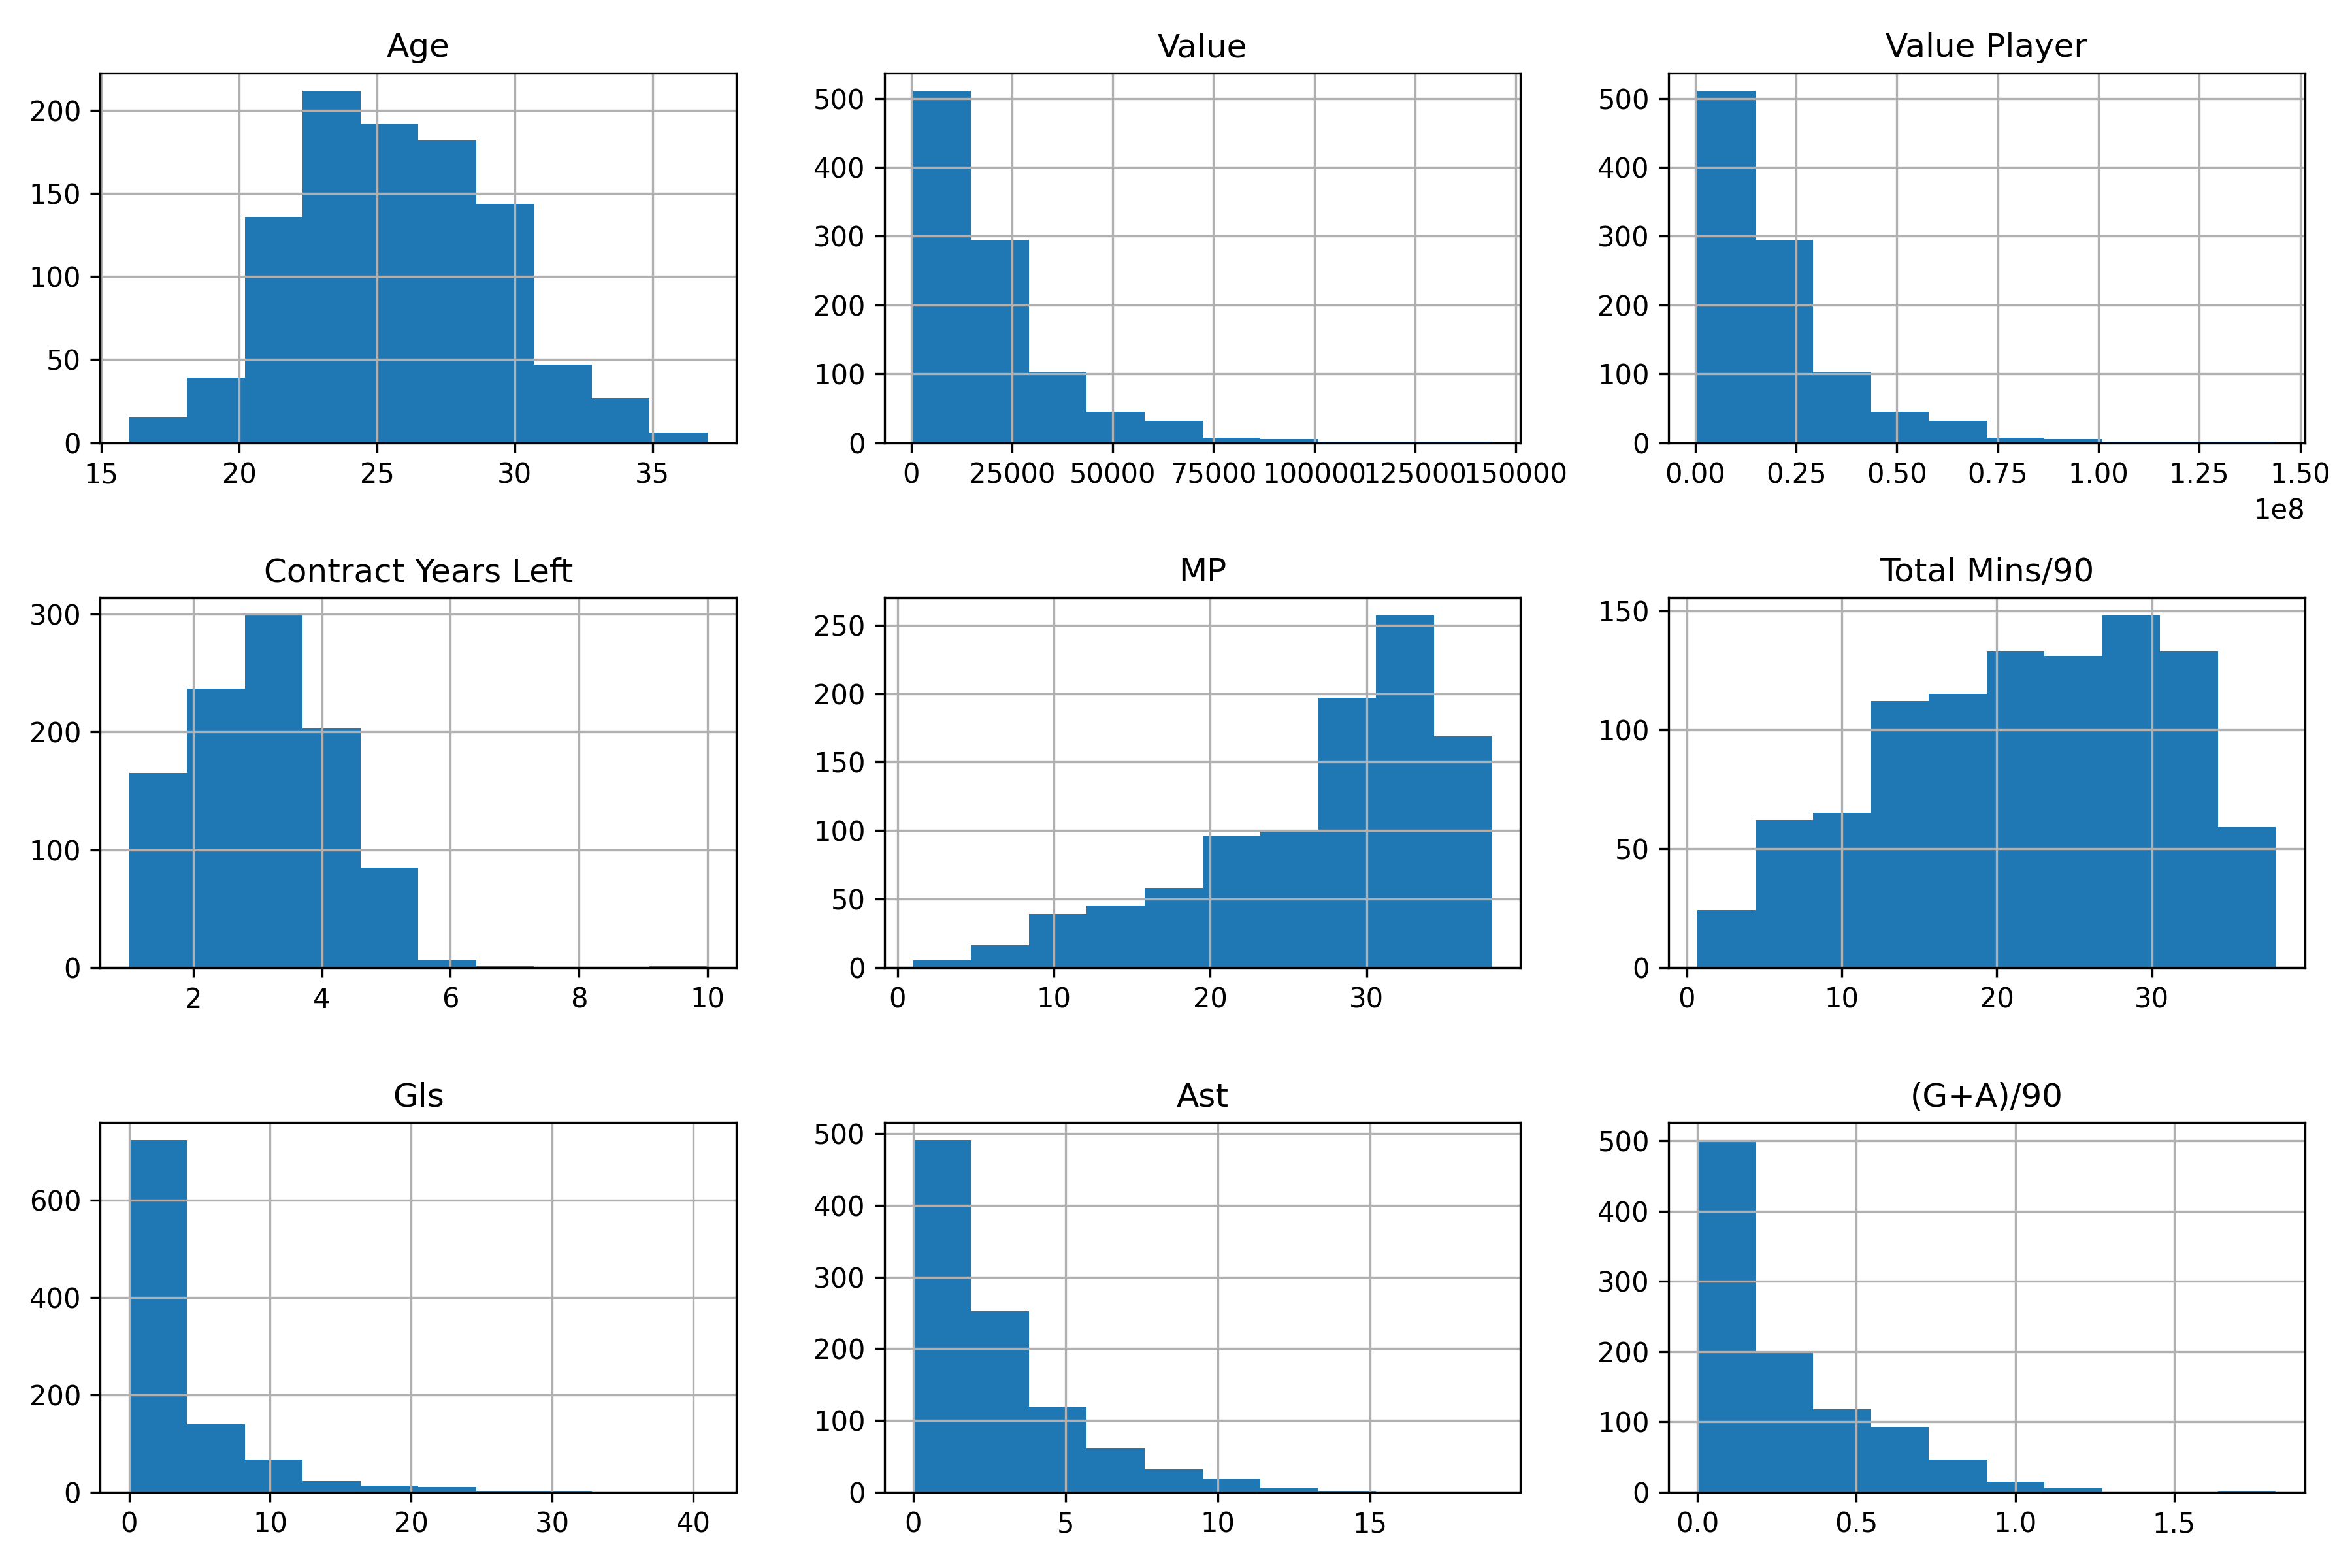 Age
Value
Value Player
200
150
100
50
0
15 20 25 30 35
500
400
300
200
100
0
0 25000 50000 75000 100000 125000 150000
500
400
300
200
100
0
0.00 0.25 0.50 0.75 1.00 1.25 1.50
1e8
Contract Years Left
MP
Total Mins/90
300
200
100
0
2 4 6 8 10
250
200
150
100
50
0
0 10 20 30
150
100
50
0
0 10 20 30
Gls
Ast
(G+A)/90
600
400
200
0
0 10 20 30 40
500
400
300
200
100
0
0 5 10 15
500
400
300
200
100
0
0.0 0.5 1.0 1.5